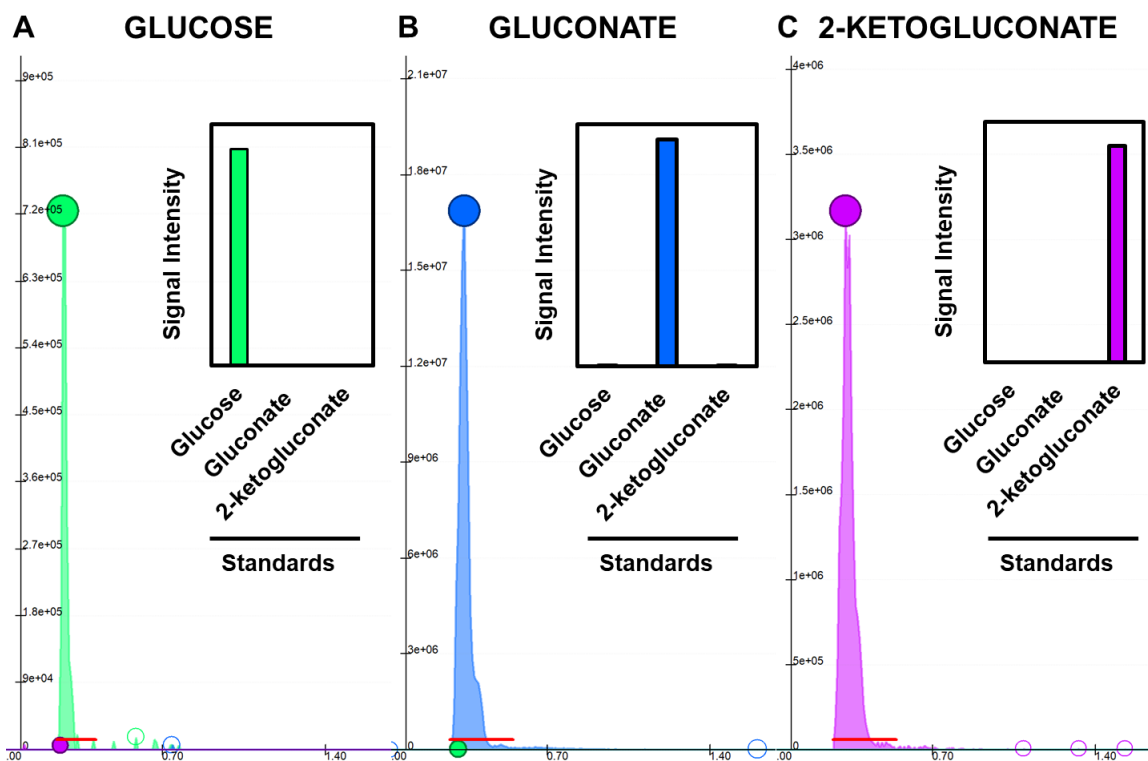 A GLUCOSE
9e+05
8.1e+05
7.2e+05
6.3e+05
5.4e+05
4.5e+05
3.6e+05
2.7e+05
1.8e+05
9e+04
0
.00
0.70
1.40
Signal Intensity
Glucose
Gluconate
2-ketogluconate
Standards
B GLUCONATE
2.1e+07
1.8e+07
1.5e+07
1.2e+07
9e+06
6e+06
3e+06
0
.00
0.70
1.40
Signal Intensity
Glucose
Gluconate
2-ketogluconate
Standards
C 2-KETOGLUCONATE
4e+06
3.5e+06
3e+06
2.5e+06
2e+06
1.5e+06
1e+06
5e+05
0
.00
0.70
1.40
Signal Intensity
Glucose
Gluconate
2-ketogluconate
Standards